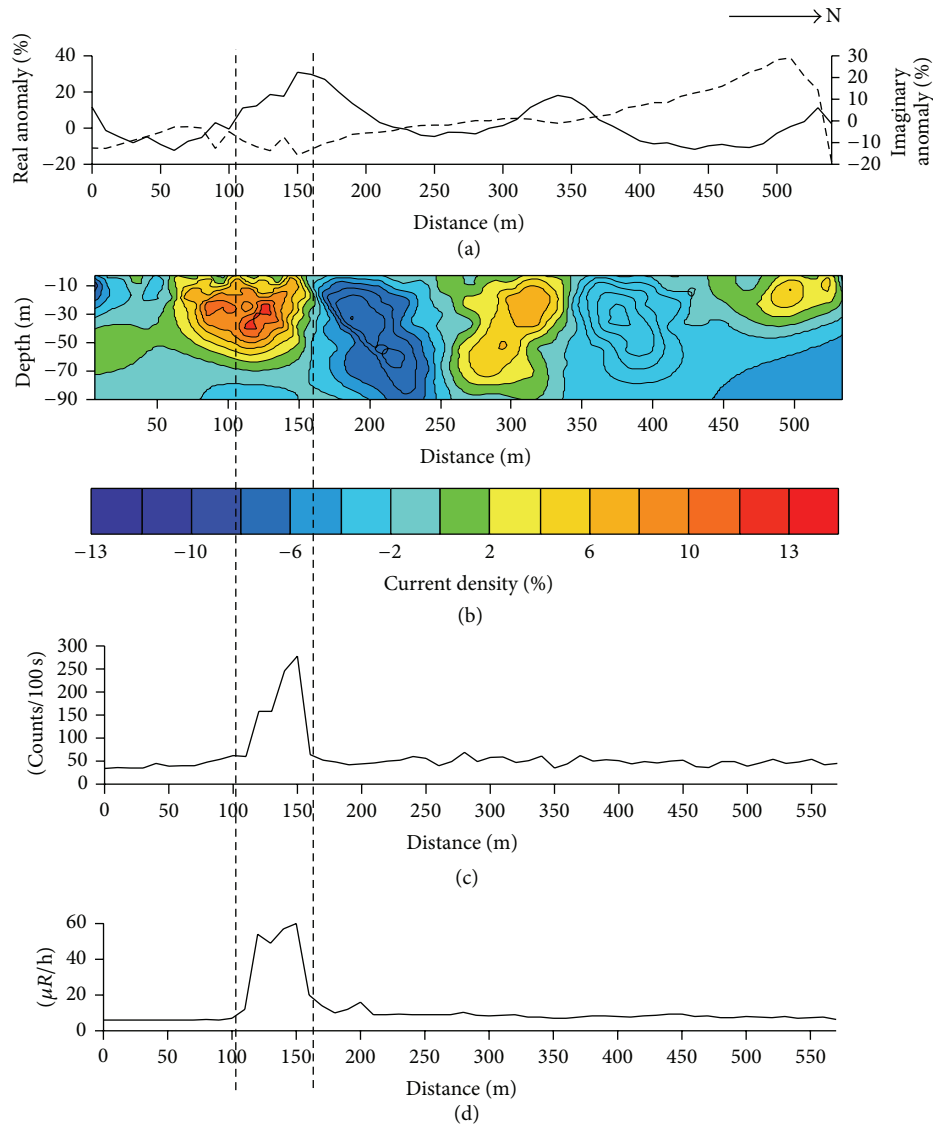 N
Real anomaly (%)
40
20
0
−20
30
20
10
0
−10
−20
Imaginary anomaly (%)
0 50 100 150 200 250 300 350 400 450 500
Distance (m)
(a)
Depth (m)
−10
−30
−50
−70
−90
50 100 150 200 250 300 350 400 450 500
Distance (m)
−13 −10 −6 −2 2 6 10 13
Current density (%)
(b)
(Counts/100 s)
300
250
200
150
100
50
0
0 50 100 150 200 250 300 350 400 450 500 550
Distance (m)
(c)
(μR/h)
60
40
20
0
0 50 100 150 200 250 300 350 400 450 500 550
Distance (m)
(d)